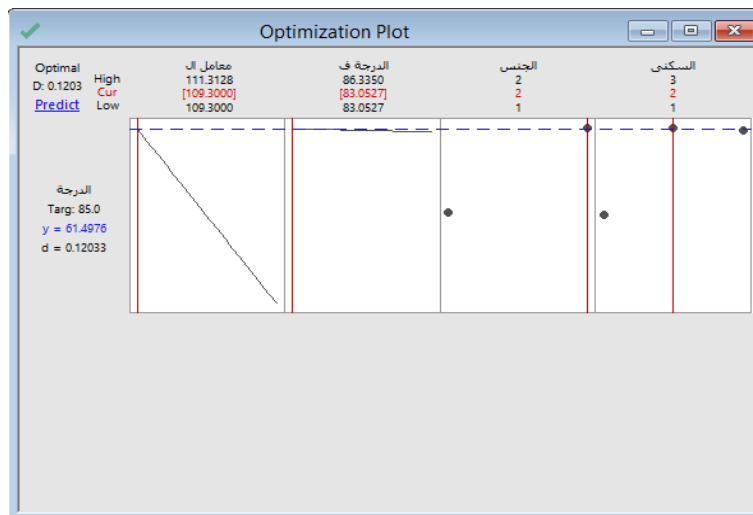 Optimization Plot
Optimal معامل ال الدرجة ف الجنس السكنى
High 111.3128 86.3350 2 3
D: 0.1203 Cur [109.3000] [83.0527] 2 2
Predict Low 109.3000 83.0527 1 1
الدرجة
Targ: 85.0
y = 61.4976
d = 0.12033